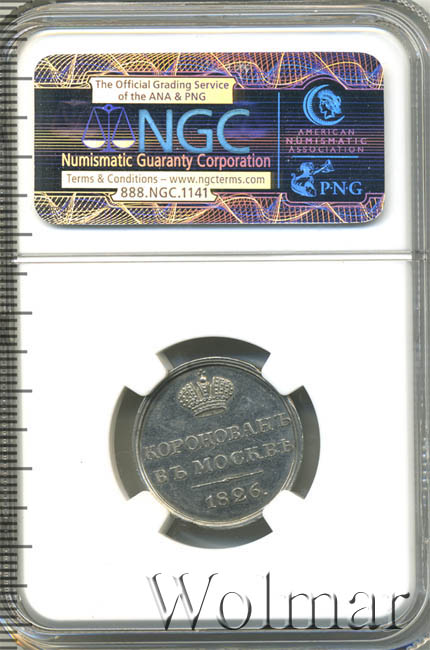 The Official Grading Service
of the ANA & PNG
NGC
Numismatic Guaranty Corporation
Terms & Conditions – www.ngcterms.com
888.NGC.1141
AMERICAN
NUMISMATIC
ASSOCIATION
P·N·G
КОРОНОВАНЪ
ВЪ МОСКВѢ
1826.
Wolmar